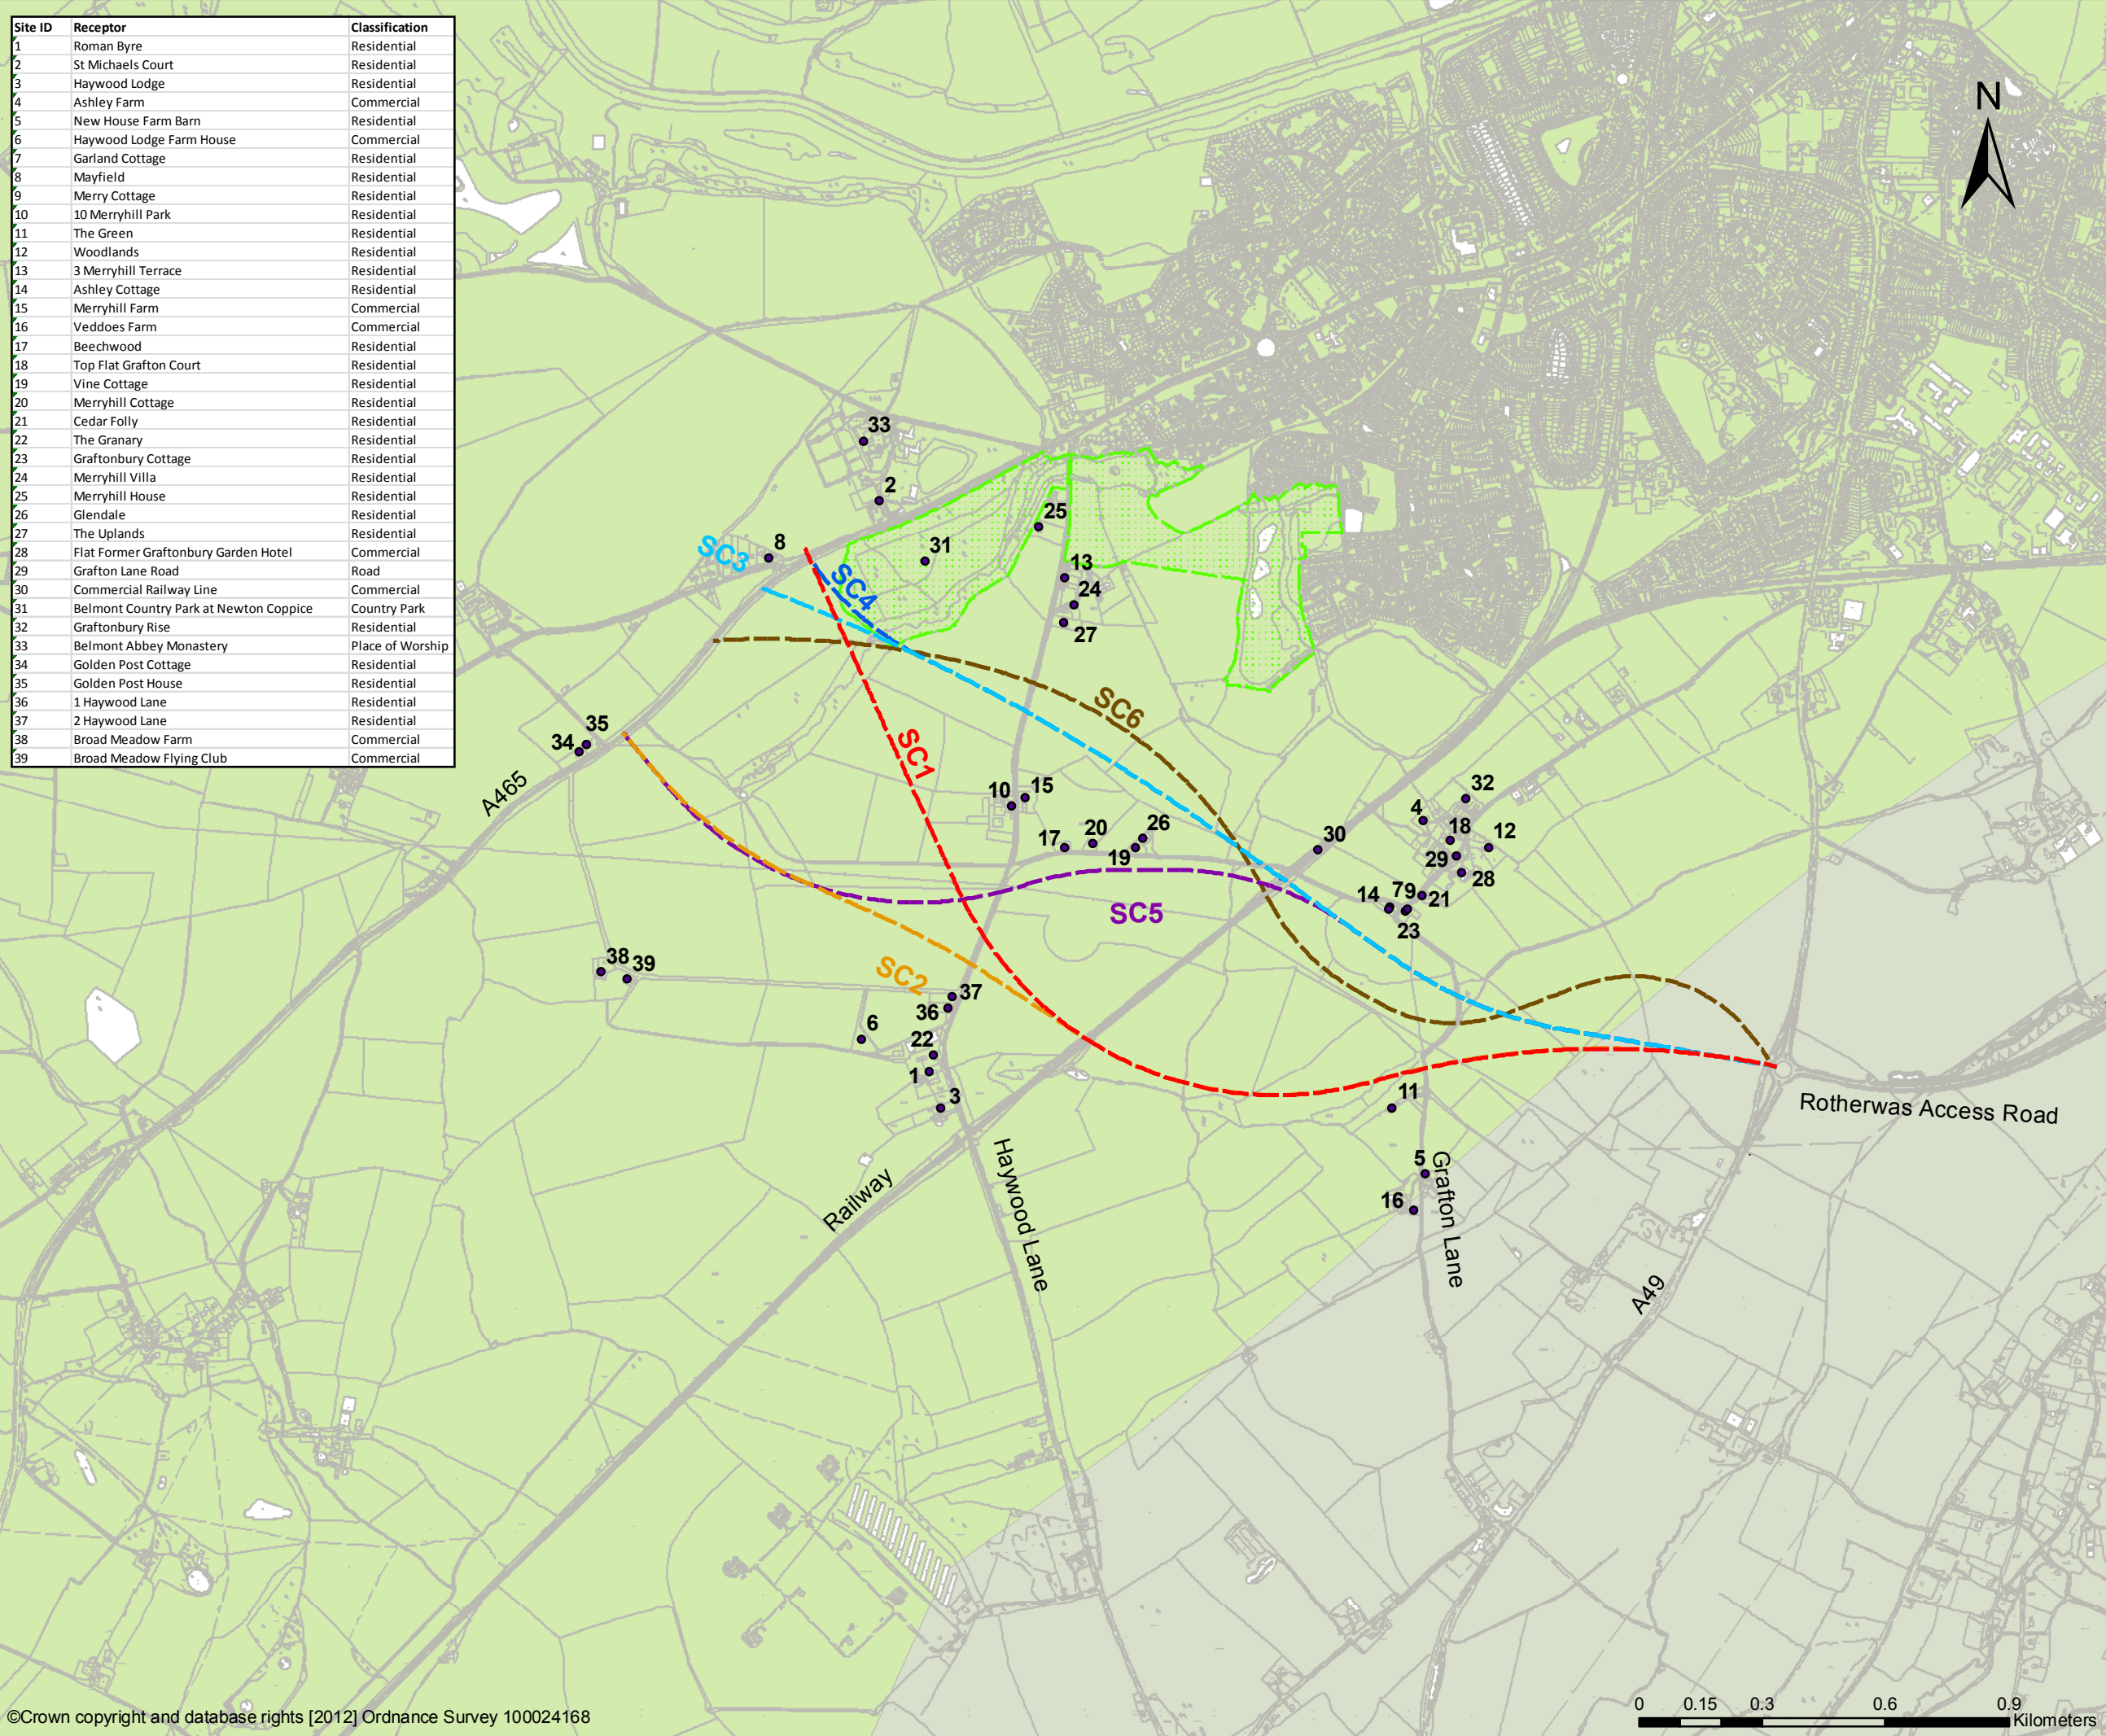 Site ID Receptor Classification
1 Roman Byre Residential
2 St Michaels Court Residential
3 Haywood Lodge Residential
4 Ashley Farm Commercial
5 New House Farm Barn Residential
6 Haywood Lodge Farm House Commercial
7 Garland Cottage Residential
8 Mayfield Residential
9 Merry Cottage Residential
10 10 Merryhill Park Residential
11 The Green Residential
12 Woodlands Residential
13 3 Merryhill Terrace Residential
14 Ashley Cottage Residential
15 Merryhill Farm Commercial
16 Veddoes Farm Commercial
17 Beechwood Residential
18 Top Flat Grafton Court Residential
19 Vine Cottage Residential
20 Merryhill Cottage Residential
21 Cedar Folly Residential
22 The Granary Residential
23 Graftonbury Cottage Residential
24 Merryhill Villa Residential
25 Merryhill House Residential
26 Glendale Residential
27 The Uplands Residential
28 Flat Former Graftonbury Garden Hotel Commercial
29 Grafton Lane Road Road
30 Commercial Railway Line Commercial
31 Belmont Country Park at Newton Coppice Country Park
32 Graftonbury Rise Residential
33 Belmont Abbey Monastery Place of Worship
34 Golden Post Cottage Residential
35 Golden Post House Residential
36 1 Haywood Lane Residential
37 2 Haywood Lane Residential
38 Broad Meadow Farm Commercial
39 Broad Meadow Flying Club Commercial
N
33
2
25
8
31
SC3
SC4
13
24
27
SC6
35
34
SC1
A465
10
15
32
4
17
20
26
19
30
18
12
29
28
14
7
9
21
23
SC5
38
39
SC2
37
36
6
22
1
3
11
Rotherwas Access Road
5
16
Railway
Haywood Lane
Grafton Lane
A49
0 0.15 0.3 0.6 0.9
Kilometers
©Crown copyright and database rights [2012] Ordnance Survey 100024168